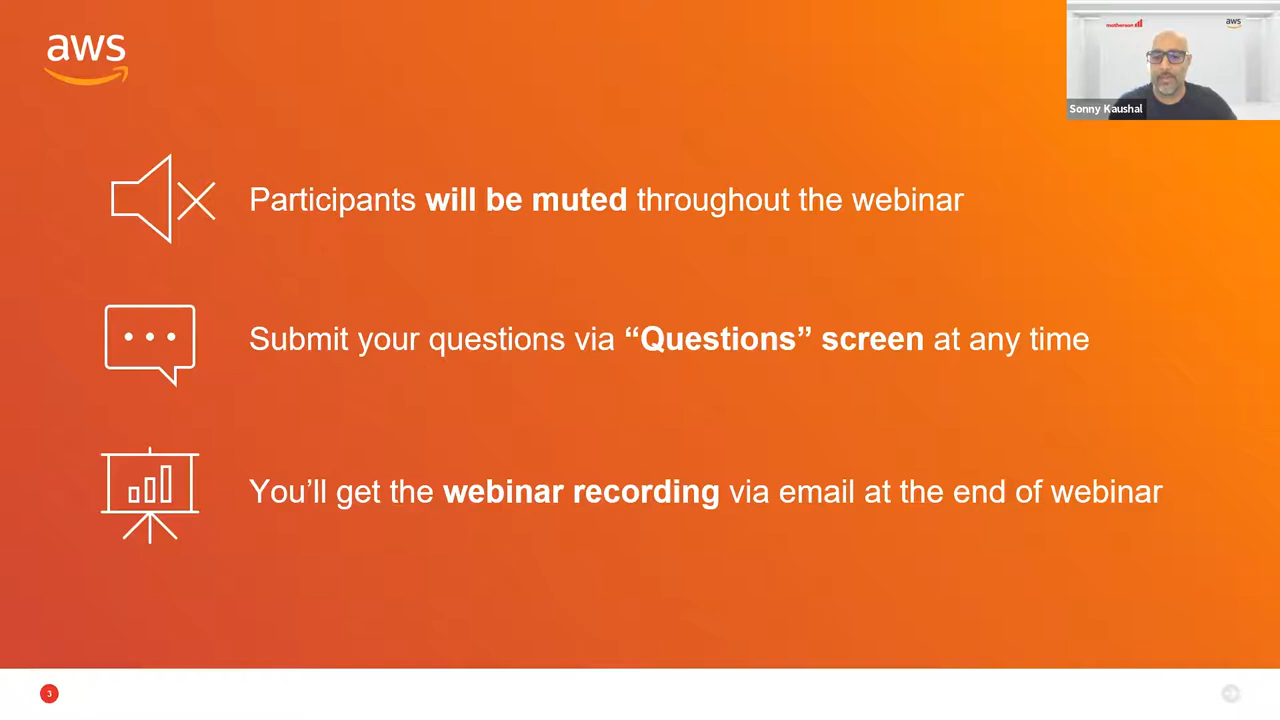 aws
motherson
aws
Sonny Kaushal
Participants will be muted throughout the webinar
Submit your questions via “Questions” screen at any time
You’ll get the webinar recording via email at the end of webinar
3